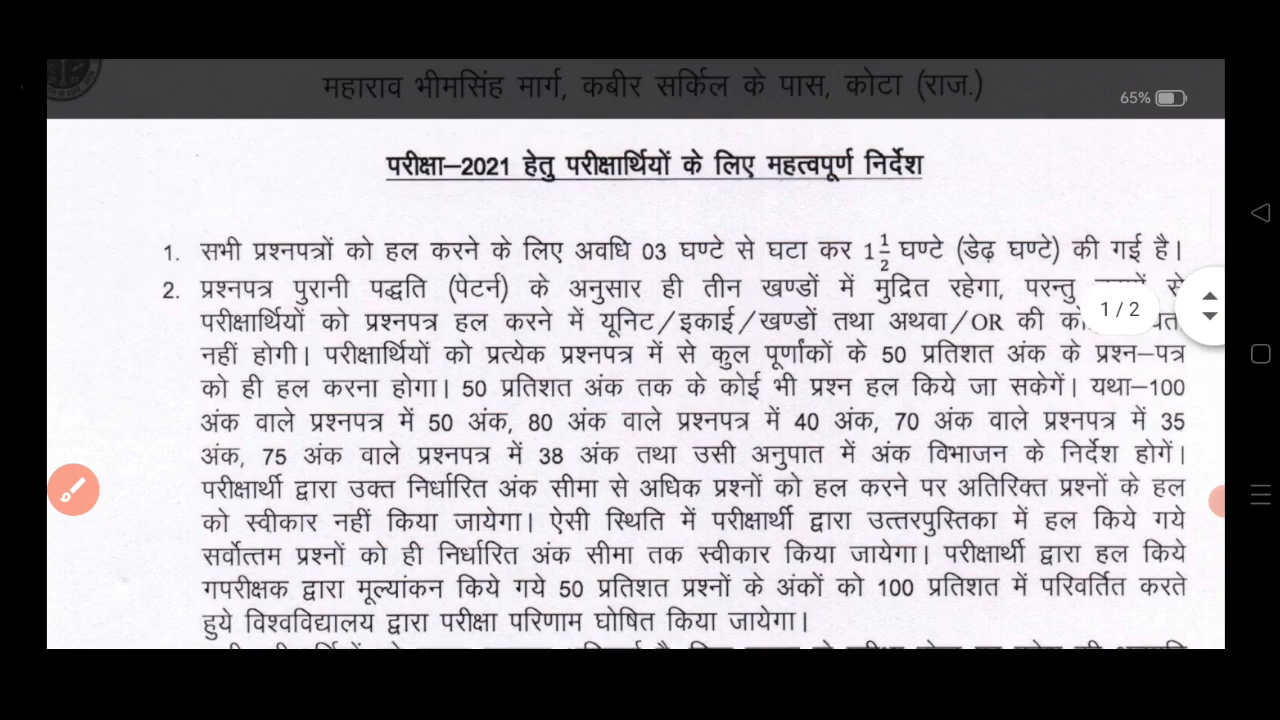 महाराव भीमसिंह मार्ग, कबीर सर्किल के पास, कोटा (राज.)
65%
परीक्षा–2021 हेतु परीक्षार्थियों के लिए महत्वपूर्ण निर्देश
1. सभी प्रश्नपत्रों को हल करने के लिए अवधि 03 घण्टे से घटा कर 1½ घण्टे (डेढ़ घण्टे) की गई है।
2. प्रश्नपत्र पुरानी पद्धति (पेटर्न) के अनुसार ही तीन खण्डों में मुद्रित रहेगा, परन्तु से
1 / 2
परीक्षार्थियों को प्रश्नपत्र हल करने में यूनिट/इकाई/खण्डों तथा अथवा/OR की
नहीं होगी। परीक्षार्थियों को प्रत्येक प्रश्नपत्र में से कुल पूर्णांकों के 50 प्रतिशत अंक के प्रश्न–पत्र
को ही हल करना होगा। 50 प्रतिशत अंक तक के कोई भी प्रश्न हल किये जा सकेगें। यथा–100
अंक वाले प्रश्नपत्र में 50 अंक, 80 अंक वाले प्रश्नपत्र में 40 अंक, 70 अंक वाले प्रश्नपत्र में 35
अंक, 75 अंक वाले प्रश्नपत्र में 38 अंक तथा उसी अनुपात में अंक विभाजन के निर्देश होगें।
परीक्षार्थी द्वारा उक्त निर्धारित अंक सीमा से अधिक प्रश्नों को हल करने पर अतिरिक्त प्रश्नों के हल
को स्वीकार नहीं किया जायेगा। ऐसी स्थिति में परीक्षार्थी द्वारा उत्तरपुस्तिका में हल किये गये
सर्वोत्तम प्रश्नों को ही निर्धारित अंक सीमा तक स्वीकार किया जायेगा। परीक्षार्थी द्वारा हल किये
गपरीक्षक द्वारा मूल्यांकन किये गये 50 प्रतिशत प्रश्नों के अंकों को 100 प्रतिशत में परिवर्तित करते
हुये विश्वविद्यालय द्वारा परीक्षा परिणाम घोषित किया जायेगा।